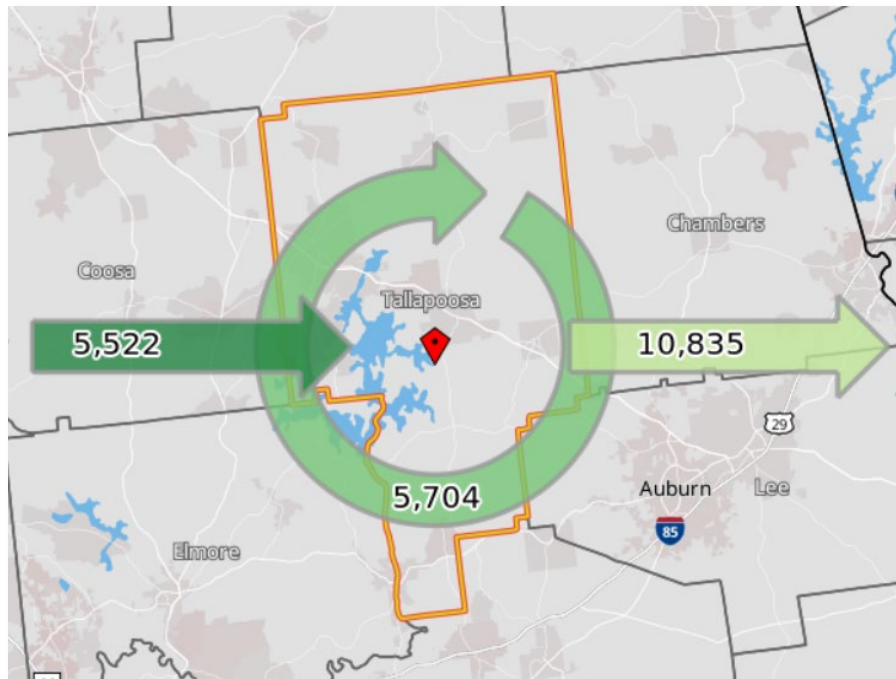 Chambers
Coosa
Tallapoosa
5,522
10,835
29
5,704
Auburn
Lee
85
Elmore